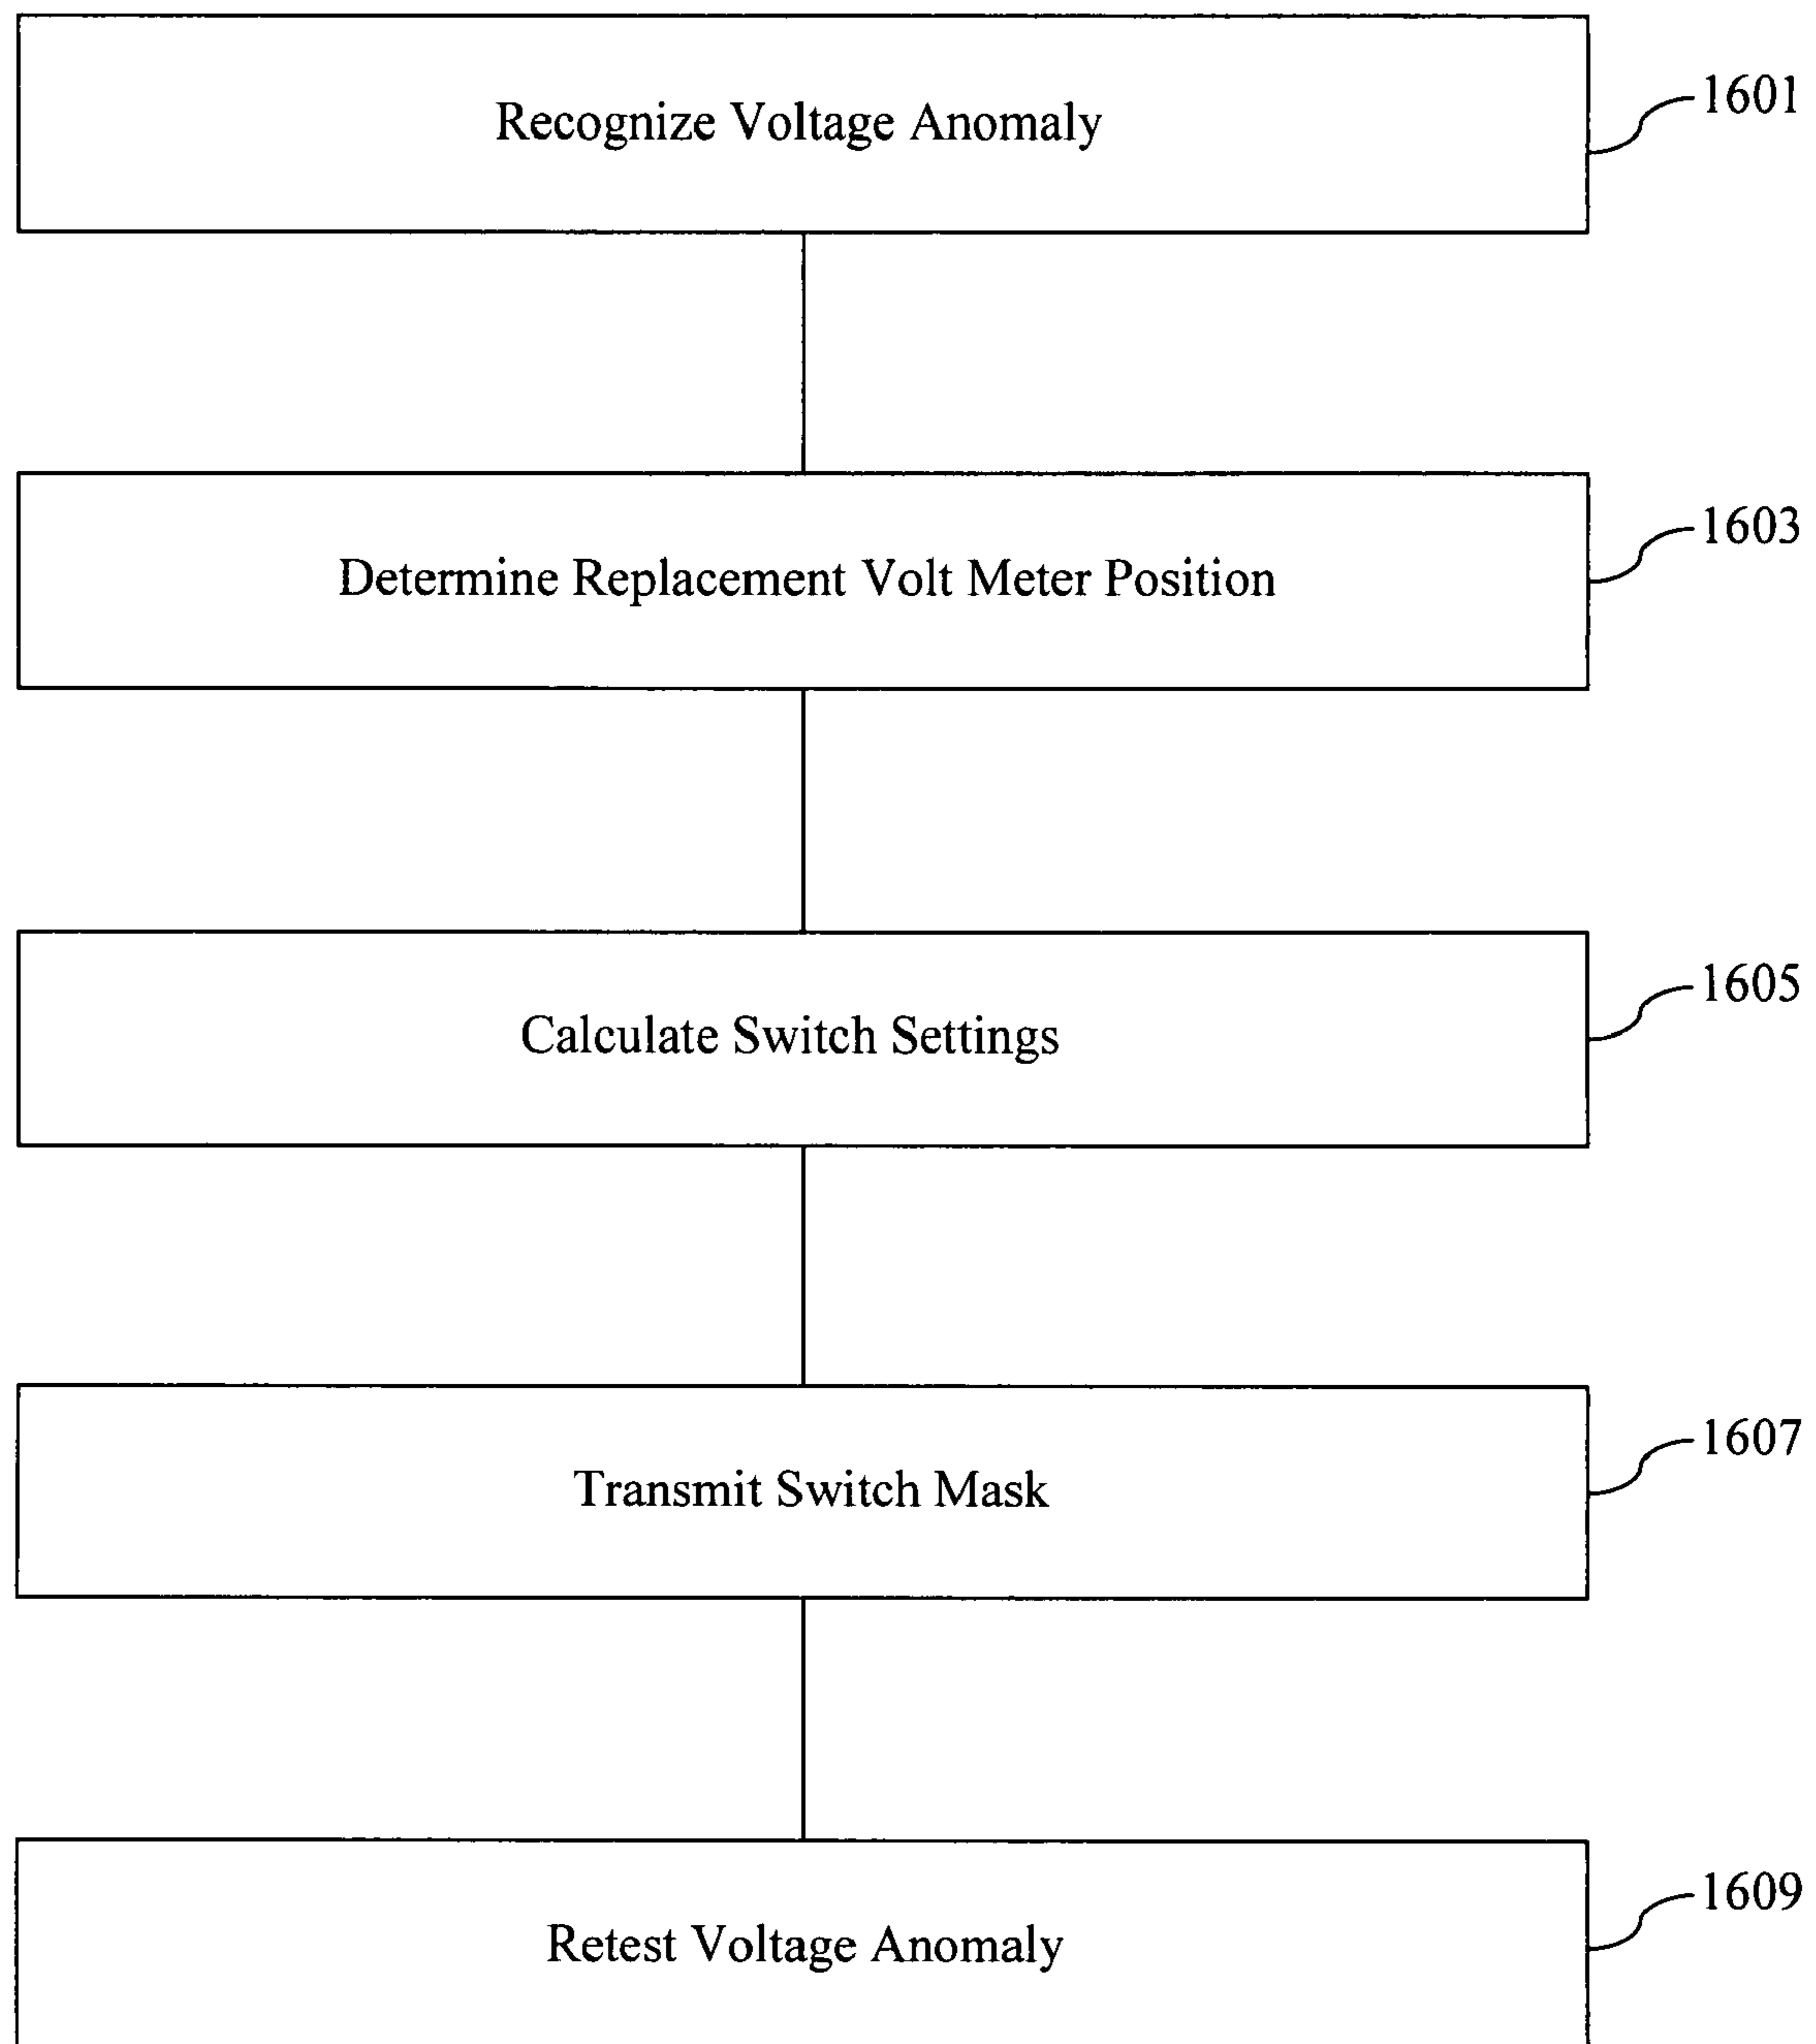 Recognize Voltage Anomaly
1601
Determine Replacement Volt Meter Position
1603
Calculate Switch Settings
1605
Transmit Switch Mask
1607
Retest Voltage Anomaly
1609